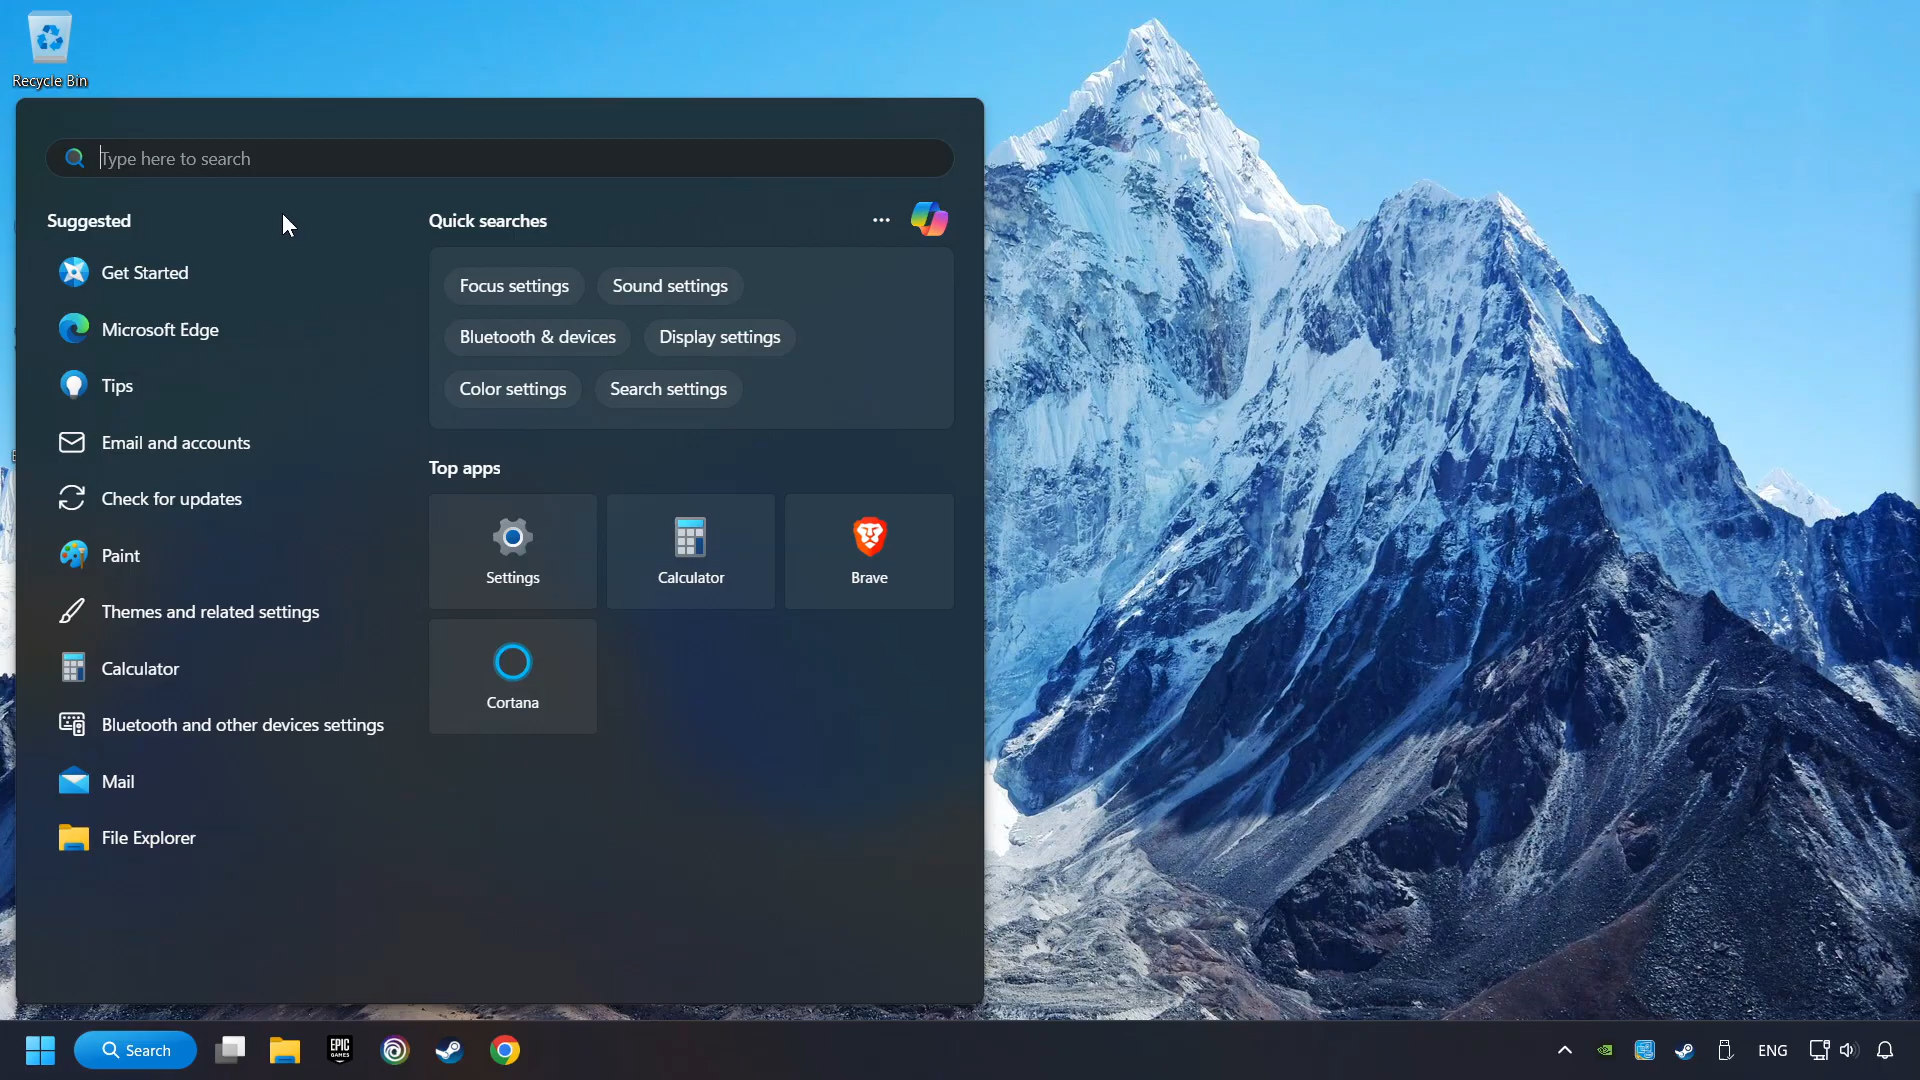 Recycle Bin
Type here to search
Suggested
Get Started
Microsoft Edge
Tips
Email and accounts
Check for updates
Paint
Themes and related settings
Calculator
Bluetooth and other devices settings
Mail
File Explorer
Quick searches
Focus settings
Sound settings
Bluetooth & devices
Display settings
Color settings
Search settings
Top apps
Settings
Calculator
Brave
Cortana
Search
EPIC
GAMES
ENG